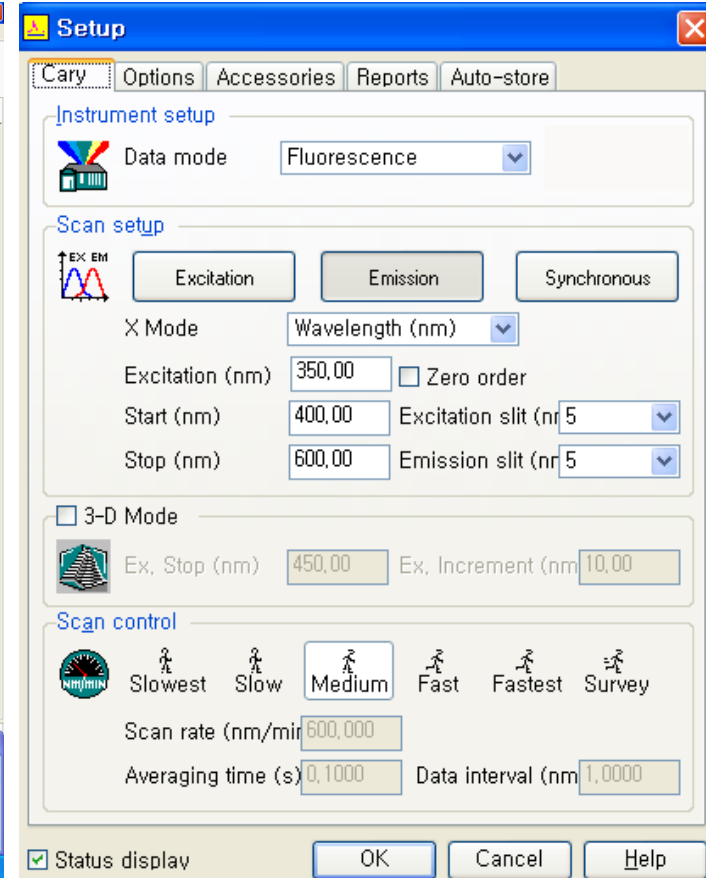 Setup
Cary Options Accessories Reports Auto-store
Instrument setup
Data mode Fluorescence
Scan setup
EX EM
Excitation Emission Synchronous
X Mode Wavelength (nm)
Excitation (nm) 350,00 Zero order
Start (nm) 400,00 Excitation slit (nr 5
Stop (nm) 600,00 Emission slit (nr 5
3-D Mode
Ex, Stop (nm) 450,00 Ex, Increment (nm 10,00
Scan control
NM/MIN
Slowest Slow Medium Fast Fastest Survey
Scan rate (nm/mir 600,000
Averaging time (s) 0,1000 Data interval (nm 1,0000
Status display OK Cancel Help